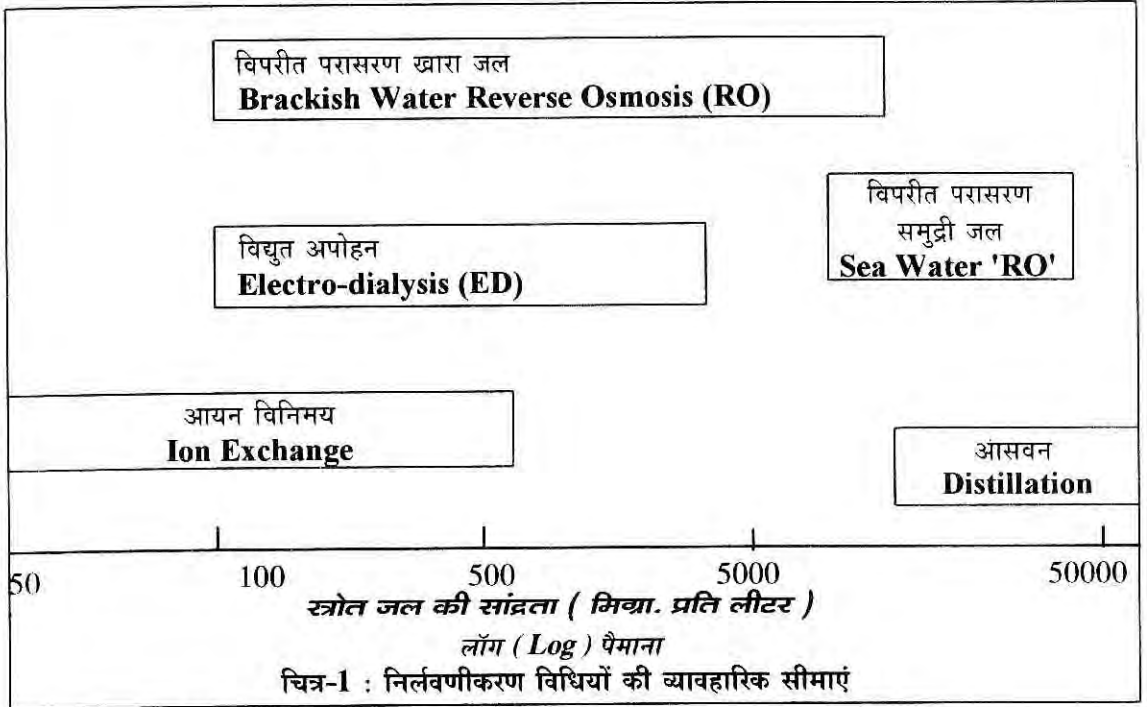 विपरीत परासरण खारा जल
Brackish Water Reverse Osmosis (RO)
विपरीत परासरण
समुद्री जल
Sea Water 'RO'
विद्युत अपोहन
Electro-dialysis (ED)
आयन विनिमय
Ion Exchange
आसवन
Distillation
50 100 500 5000 50000
स्त्रोत जल की सांद्रता ( मिग्रा. प्रति लीटर )
लॉग ( Log ) पैमाना
चित्र-1 : निर्लवणीकरण विधियों की व्यावहारिक सीमाएं